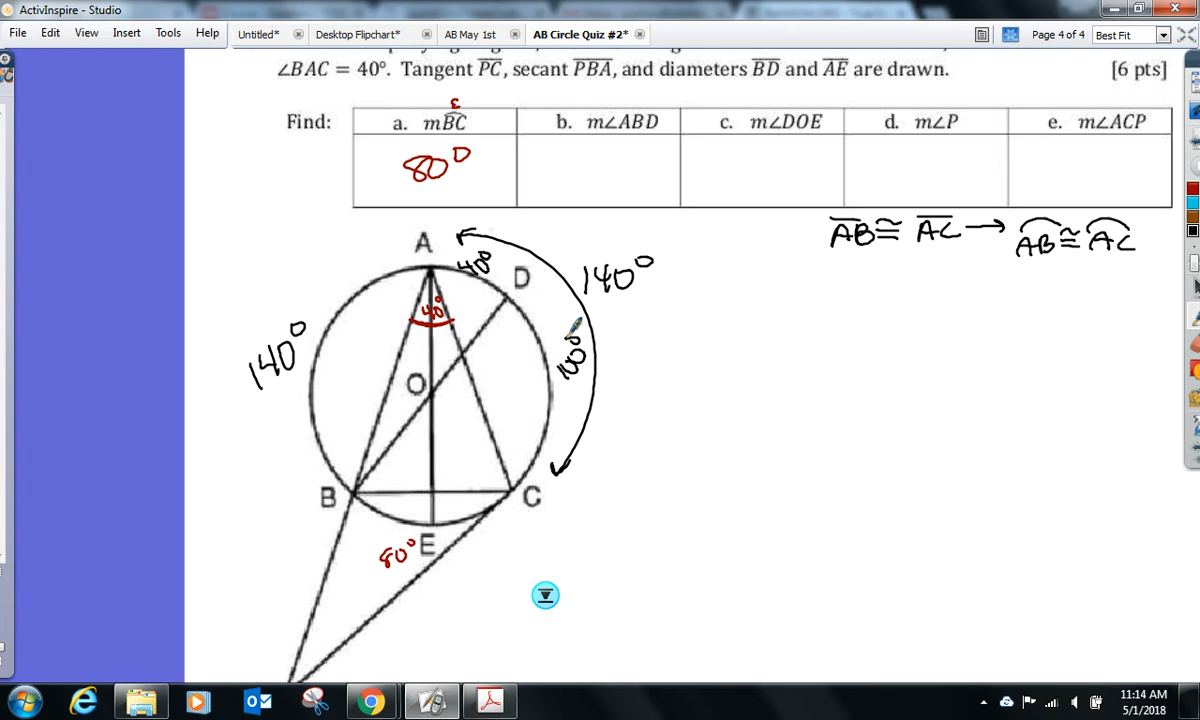 ActivInspire - Studio
File Edit View Insert Tools Help
Untitled* Desktop Flipchart* AB May 1st AB Circle Quiz #2* Page 4 of 4 Best Fit
∠BAC = 40°. Tangent PC, secant PBA, and diameters BD and AE are drawn. [6 pts]
ε
Find: a. mBC b. m∠ABD c. m∠DOE d. m∠P e. m∠ACP
80°
AB ≅ AC → AB ≅ AC
A
40° D 140°
40°
140° 100°
O
B C
80° E
11:14 AM
5/1/2018